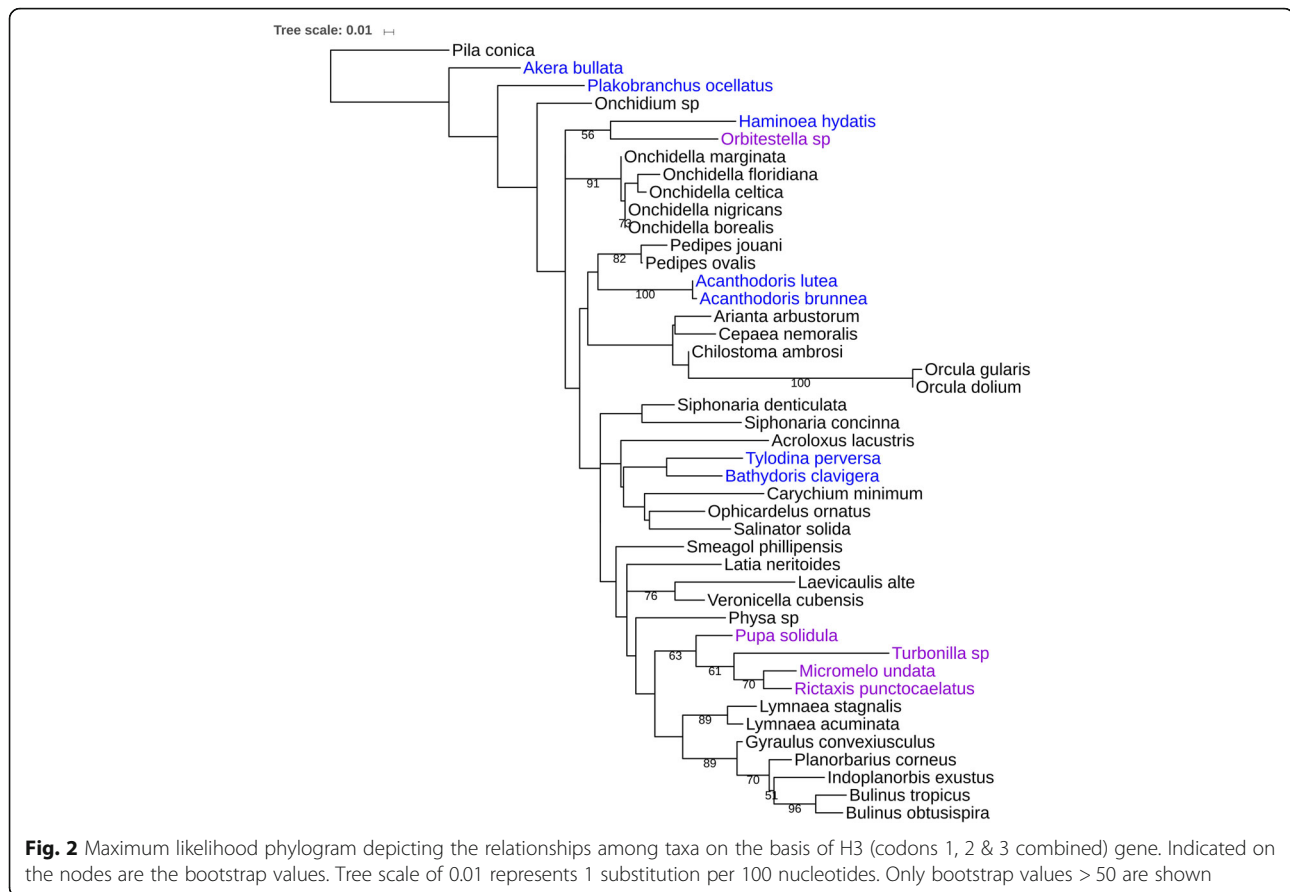 Tree scale: 0.01
Pila conica
Akera bullata
Plakobranchus ocellatus
Onchidium sp
Haminoea hydatis
56
Orbitestella sp
Onchidella marginata
Onchidella floridiana
91
Onchidella celtica
Onchidella nigricans
73
Onchidella borealis
Pedipes jouani
82
Pedipes ovalis
Acanthodoris lutea
100
Acanthodoris brunnea
Arianta arbustorum
Cepaea nemoralis
Chilostoma ambrosi
Orcula gularis
100
Orcula dolium
Siphonaria denticulata
Siphonaria concinna
Acroloxus lacustris
Tylodina perversa
Bathydoris clavigera
Carychium minimum
Ophicardelus ornatus
Salinator solida
Smeagol phillipensis
Latia neritoides
Laevicaulis alte
76
Veronicella cubensis
Physa sp
Pupa solidula
63
Turbonilla sp
61
Micromelo undata
70
Rictaxis punctocaelatus
Lymnaea stagnalis
89
Lymnaea acuminata
Gyraulus convexiusculus
89
Planorbarius corneus
70
Indoplanorbis exustus
51
Bulinus tropicus
96
Bulinus obtusispira
Fig. 2 Maximum likelihood phylogram depicting the relationships among taxa on the basis of H3 (codons 1, 2 & 3 combined) gene. Indicated on
the nodes are the bootstrap values. Tree scale of 0.01 represents 1 substitution per 100 nucleotides. Only bootstrap values > 50 are shown